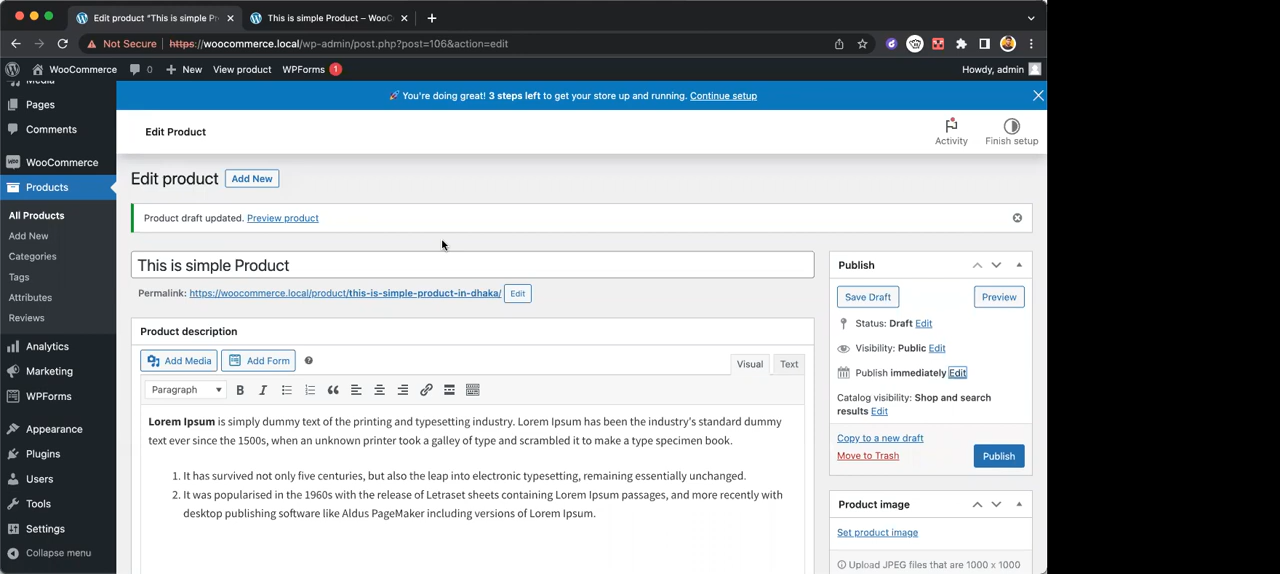 Edit product "This is simple Pr
This is simple Product – WooC
Not Secure
https://woocommerce.local/wp-admin/post.php?post=106&action=edit
WooCommerce
0
New
View product
WPForms 1
Howdy, admin
🚀 You're doing great! 3 steps left to get your store up and running. Continue setup
Media
Pages
Comments
WooCommerce
Products
All Products
Add New
Categories
Tags
Attributes
Reviews
Analytics
Marketing
WPForms
Appearance
Plugins
Users
Tools
Settings
Collapse menu
Edit Product
Activity
Finish setup
Edit product
Add New
Product draft updated. Preview product
This is simple Product
Permalink: https://woocommerce.local/product/this-is-simple-product-in-dhaka/
Edit
Product description
Add Media
Add Form
Visual
Text
Paragraph
Lorem Ipsum is simply dummy text of the printing and typesetting industry. Lorem Ipsum has been the industry's standard dummy
text ever since the 1500s, when an unknown printer took a galley of type and scrambled it to make a type specimen book.
1. It has survived not only five centuries, but also the leap into electronic typesetting, remaining essentially unchanged.
2. It was popularised in the 1960s with the release of Letraset sheets containing Lorem Ipsum passages, and more recently with
desktop publishing software like Aldus PageMaker including versions of Lorem Ipsum.
Publish
Save Draft
Preview
Status: Draft Edit
Visibility: Public Edit
Publish immediately Edit
Catalog visibility: Shop and search
results Edit
Copy to a new draft
Move to Trash
Publish
Product image
Set product image
Upload JPEG files that are 1000 x 1000